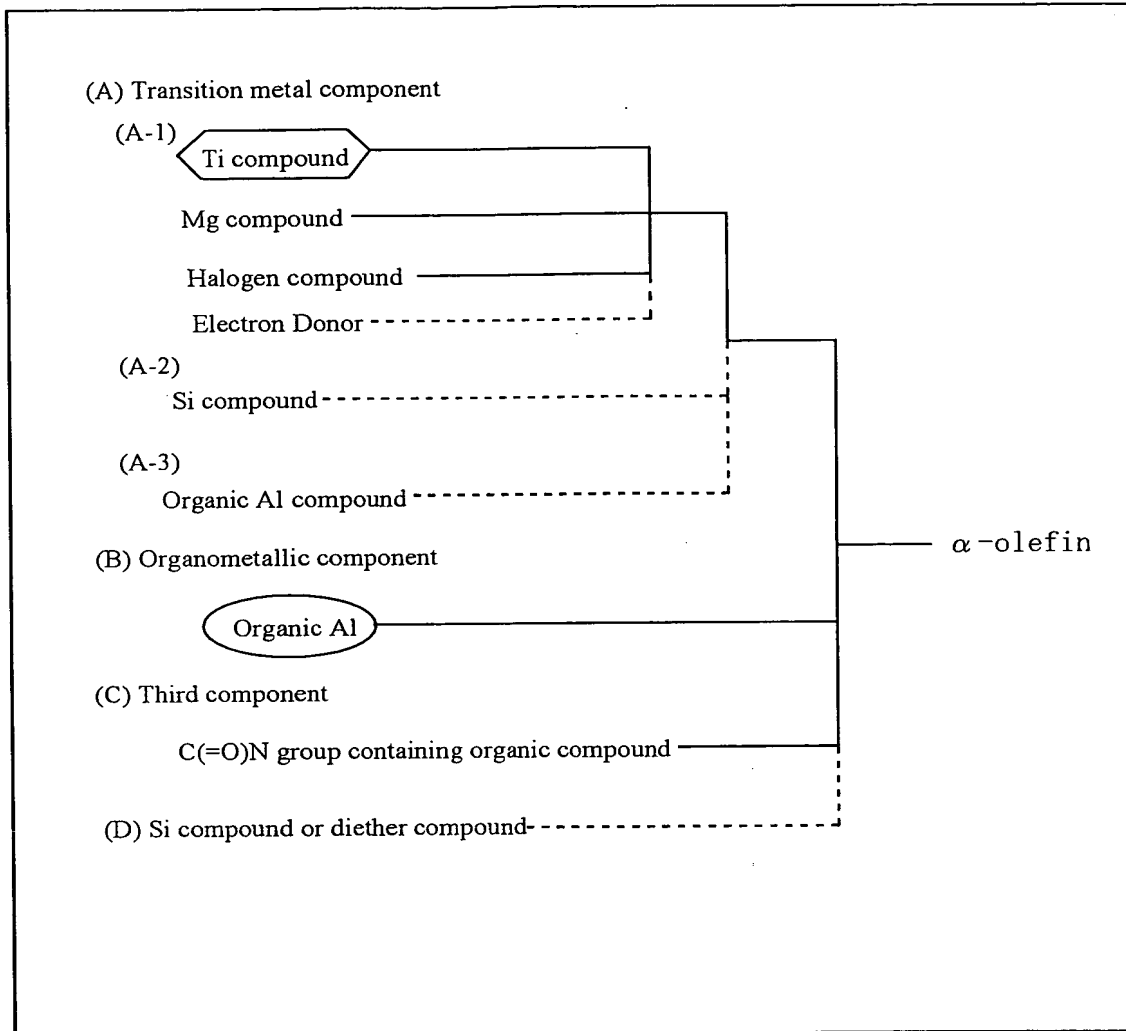 (A) Transition metal component
(A-1)
Ti compound
Mg compound
Halogen compound
Electron Donor
(A-2)
Si compound
(A-3)
Organic Al compound
(B) Organometallic component
α-olefin
Organic Al
(C) Third component
C(=O)N group containing organic compound
(D) Si compound or diether compound